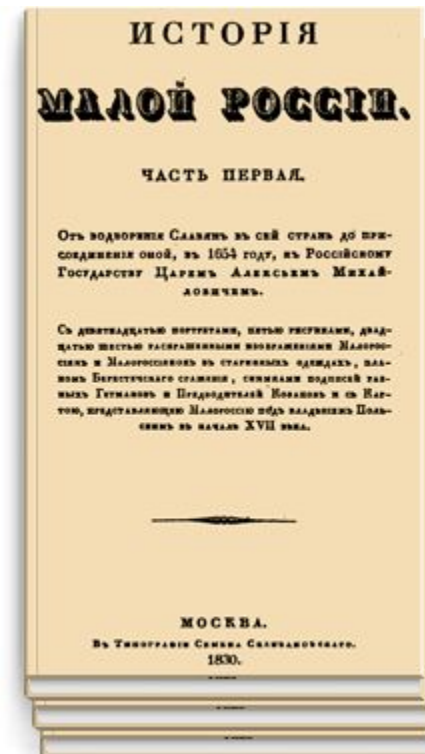 ИСТОРІЯ
МАЛОЙ РОССІИ.
ЧАСТЬ ПЕРВАЯ.
Отъ водворенія Славянъ въ сей странѣ до при-
соединенія оной, въ 1654 году, къ Россійскому
Государству Царемъ Алексѣемъ Михай-
ловичемъ.
Съ девятнадцатью портретами, пятью рисунками, двад-
цатью шестью раскрашенными изображеніями Малорос-
сіянъ и Малороссіянокъ въ старинныхъ одеждахъ, пла-
номъ Берестечскаго сраженія, снимками подписей раз-
ныхъ Гетмановъ и Предводителей Козаковъ и съ Кар-
тою, представляющею Малороссію подъ владѣніемъ Поль-
скимъ въ началѣ XVII вѣка.
МОСКВА.
Въ Типографіи Семена Селивановскаго.
1830.